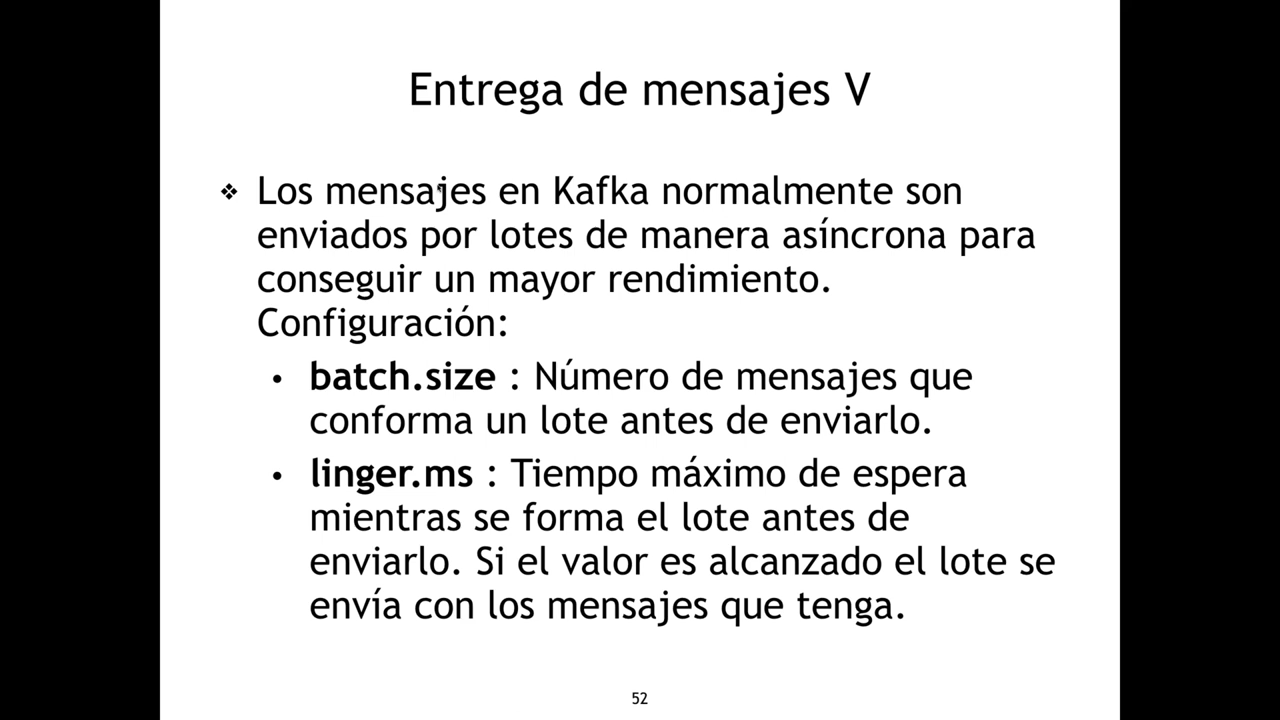 Entrega de mensajes V
❖ Los mensajes en Kafka normalmente son
enviados por lotes de manera asíncrona para
conseguir un mayor rendimiento.
Configuración:
• batch.size : Número de mensajes que
conforma un lote antes de enviarlo.
• linger.ms : Tiempo máximo de espera
mientras se forma el lote antes de
enviarlo. Si el valor es alcanzado el lote se
envía con los mensajes que tenga.
52